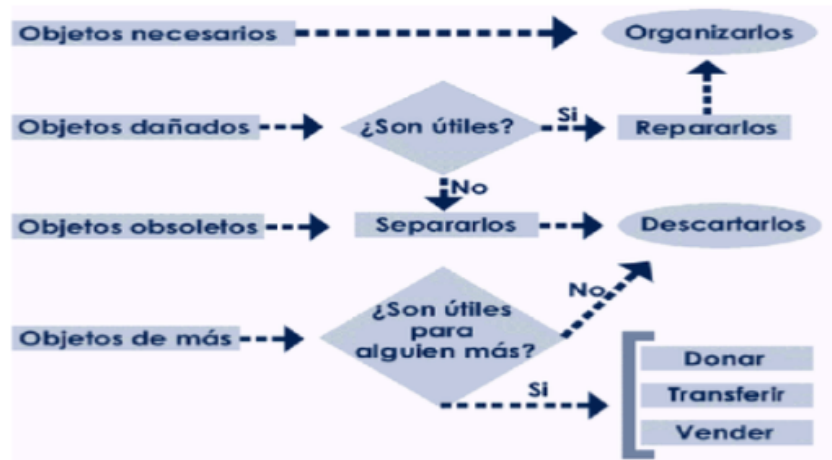 Objetos necesarios
Organizarlos
Objetos dañados
¿Son útiles?
Si
Repararlos
No
Objetos obsoletos
Separarlos
Descartarlos
Objetos de más
¿Son útiles
para
alguien más?
No
Si
Donar
Transferir
Vender